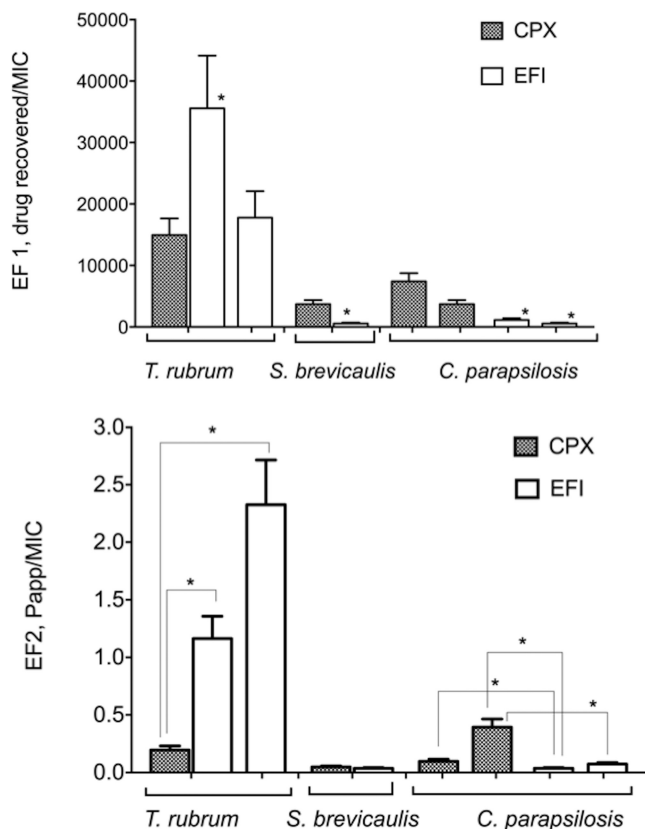 50000
40000
30000
20000
10000
0
EF 1, drug recovered/MIC
CPX
EFI
*
*
*
*
T. rubrum
S. brevicaulis
C. parapsilosis
3.0
2.5
2.0
1.5
1.0
0.5
0.0
EF2, Papp/MIC
CPX
EFI
*
*
*
*
*
T. rubrum
S. brevicaulis
C. parapsilosis